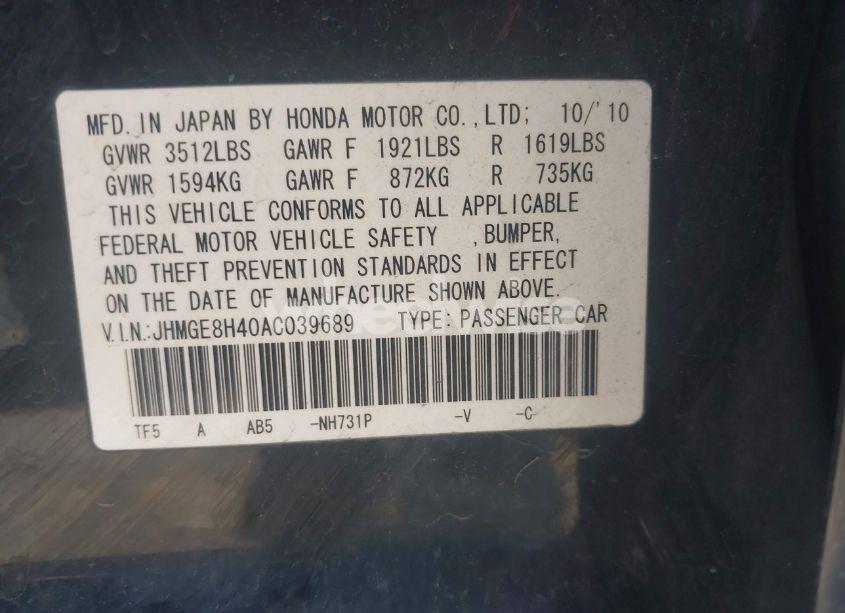 MFD. IN JAPAN BY HONDA MOTOR CO.,LTD; 10/'10
GVWR 3512LBS GAWR F 1921LBS R 1619LBS
GVWR 1594KG GAWR F 872KG R 735KG
THIS VEHICLE CONFORMS TO ALL APPLICABLE
FEDERAL MOTOR VEHICLE SAFETY ,BUMPER,
AND THEFT PREVENTION STANDARDS IN EFFECT
ON THE DATE OF MANUFACTURE SHOWN ABOVE.
V.I.N.:JHMGE8H40AC039689 TYPE: PASSENGER CAR
TF5 A AB5 -NH731P -V -C